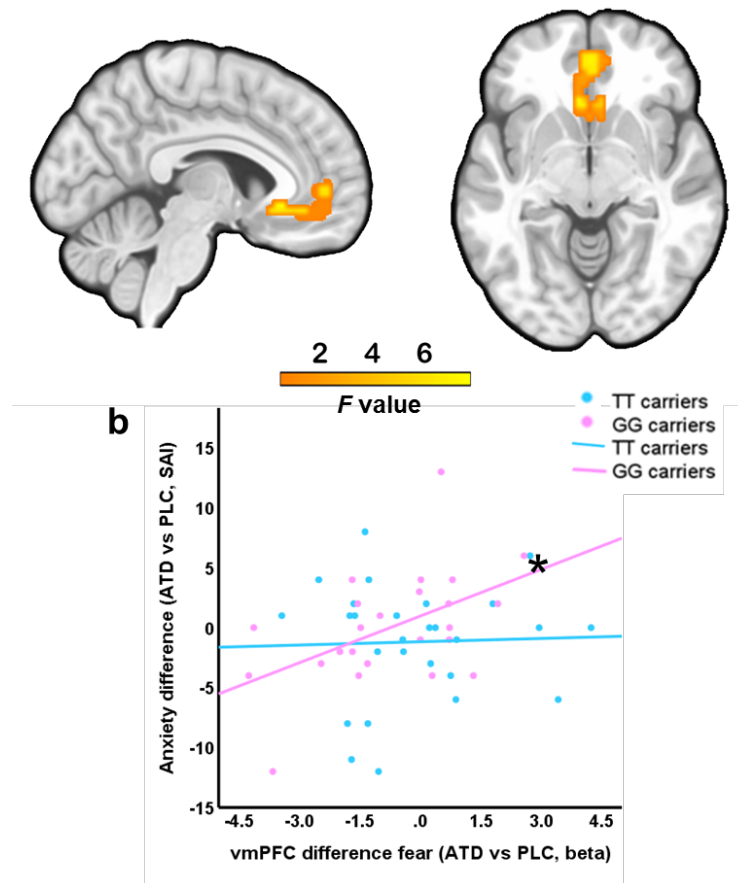 2 4 6
F value
b
TT carriers
GG carriers
TT carriers
GG carriers
Anxiety difference (ATD vs PLC, SAI)
15
10
5
0
-5
-10
-15
*
-4.5 -3.0 -1.5 .0 1.5 3.0 4.5
vmPFC difference fear (ATD vs PLC, beta)